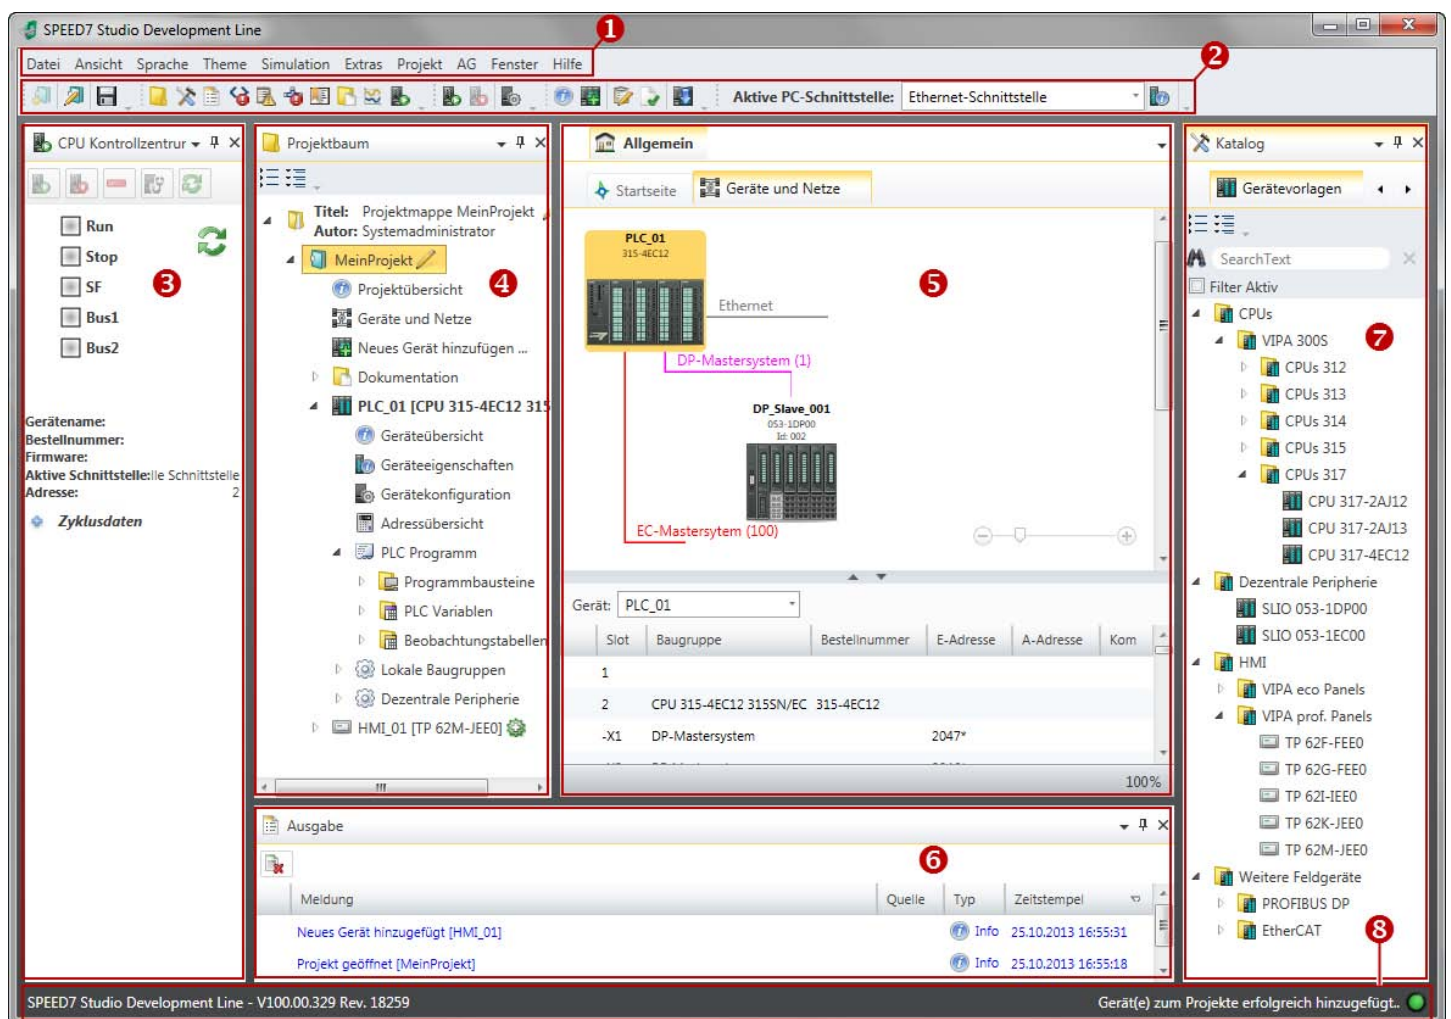 SPEED7 Studio Development Line
1
Datei Ansicht Sprache Theme Simulation Extras Projekt AG Fenster Hilfe
2
Aktive PC-Schnittstelle: Ethernet-Schnittstelle
CPU Kontrollzentrur
Run
Stop
3
SF
Bus1
Bus2
Gerätename:
Bestellnummer:
Firmware:
Aktive Schnittstelle:lle Schnittstelle
Adresse: 2
Zyklusdaten
Projektbaum
Titel: Projektmappe MeinProjekt
Autor: Systemadministrator
MeinProjekt
4
Projektübersicht
Geräte und Netze
Neues Gerät hinzufügen ...
Dokumentation
PLC_01 [CPU 315-4EC12 315
Geräteübersicht
Geräteeigenschaften
Gerätekonfiguration
Adressübersicht
PLC Programm
Programmbausteine
PLC Variablen
Beobachtungstabellen
Lokale Baugruppen
Dezentrale Peripherie
HMI_01 [TP 62M-JEE0]
Allgemein
Startseite Geräte und Netze
PLC_01
315-4EC12
5
Ethernet
DP-Mastersystem (1)
DP_Slave_001
053-1DP00
Id: 002
EC-Mastersytem (100)
Gerät: PLC_01
Slot Baugruppe Bestellnummer E-Adresse A-Adresse Kom
1
2 CPU 315-4EC12 315SN/EC 315-4EC12
-X1 DP-Mastersystem 2047*
100%
Ausgabe
6
Meldung Quelle Typ Zeitstempel
Neues Gerät hinzugefügt [HMI_01] Info 25.10.2013 16:55:31
Projekt geöffnet [MeinProjekt] Info 25.10.2013 16:55:18
Katalog
Gerätevorlagen
SearchText
Filter Aktiv
CPUs
7
VIPA 300S
CPUs 312
CPUs 313
CPUs 314
CPUs 315
CPUs 317
CPU 317-2AJ12
CPU 317-2AJ13
CPU 317-4EC12
Dezentrale Peripherie
SLIO 053-1DP00
SLIO 053-1EC00
HMI
VIPA eco Panels
VIPA prof. Panels
TP 62F-FEE0
TP 62G-FEE0
TP 62I-IEE0
TP 62K-JEE0
TP 62M-JEE0
Weitere Feldgeräte
PROFIBUS DP
EtherCAT
8
SPEED7 Studio Development Line - V100.00.329 Rev. 18259
Gerät(e) zum Projekte erfolgreich hinzugefügt..